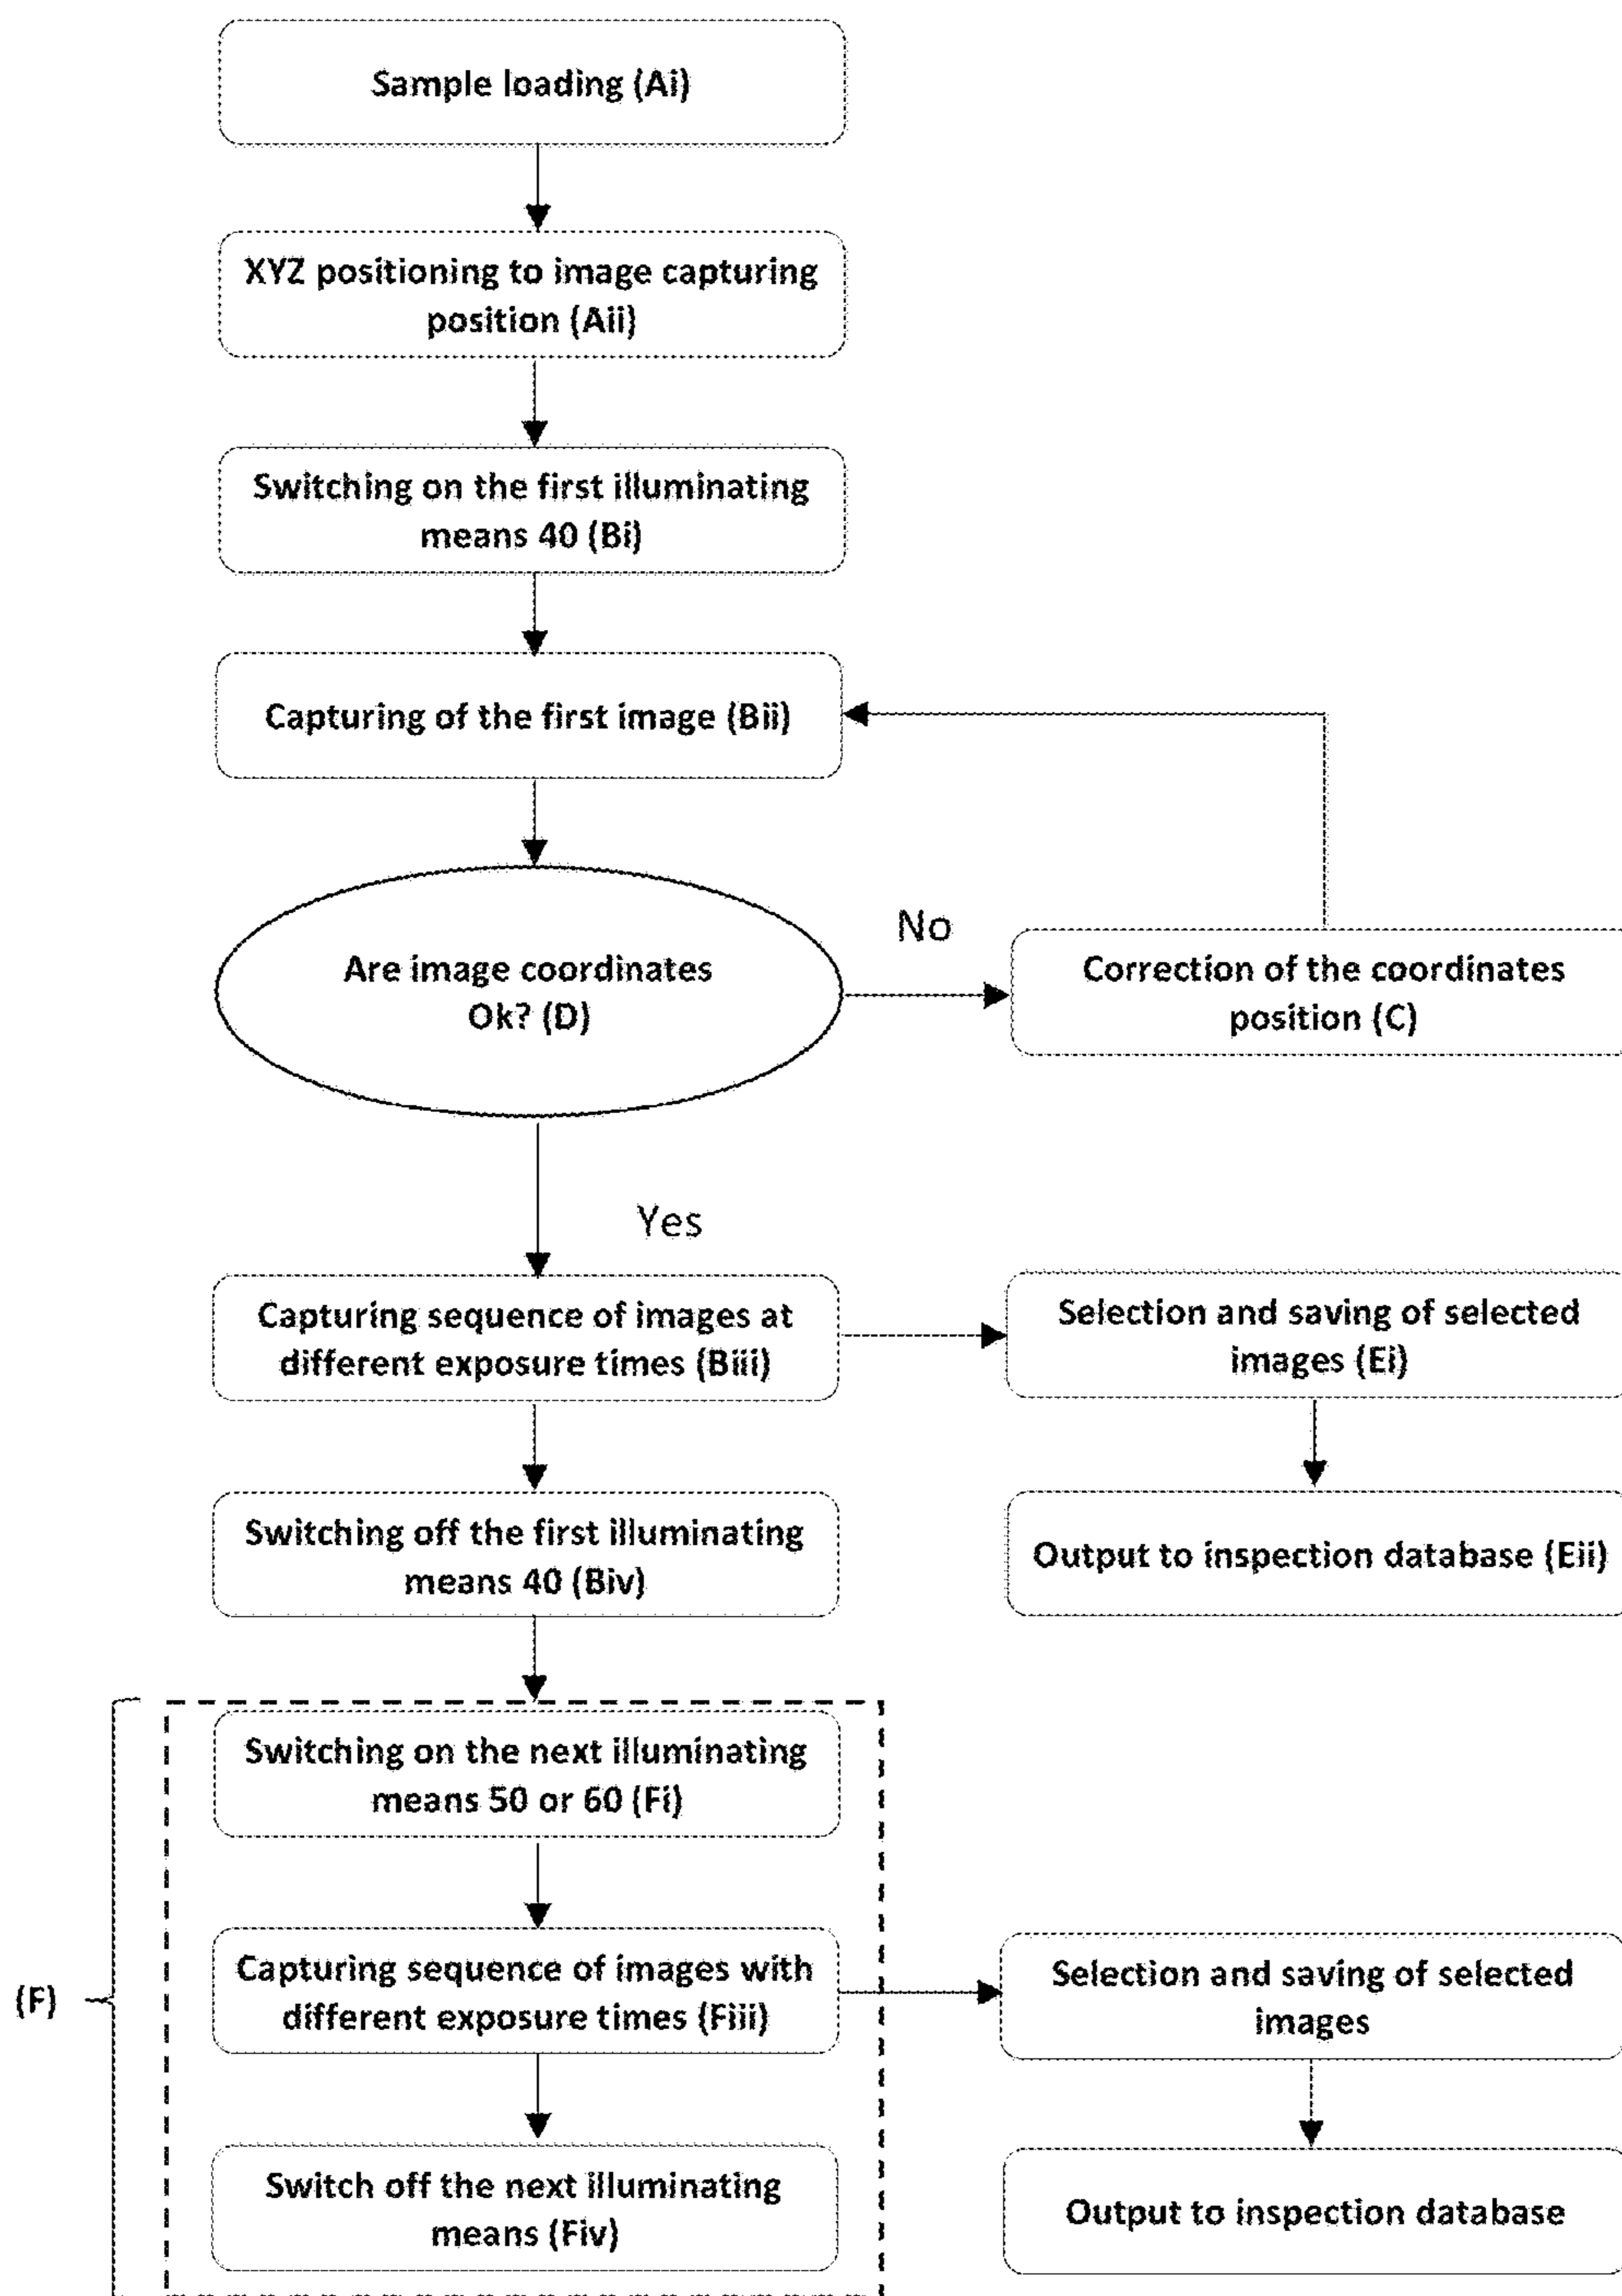 Sample loading (Ai)
XYZ positioning to image capturing
position (Aii)
Switching on the first illuminating
means 40 (Bi)
Capturing of the first image (Bii)
Are image coordinates
Ok? (D)
No
Correction of the coordinates
position (C)
Yes
Capturing sequence of images at
different exposure times (Biii)
Selection and saving of selected
images (Ei)
Switching off the first illuminating
means 40 (Biv)
Output to inspection database (Eii)
(F)
Switching on the next illuminating
means 50 or 60 (Fi)
Capturing sequence of images with
different exposure times (Fiii)
Selection and saving of selected
images
Switch off the next illuminating
means (Fiv)
Output to inspection database